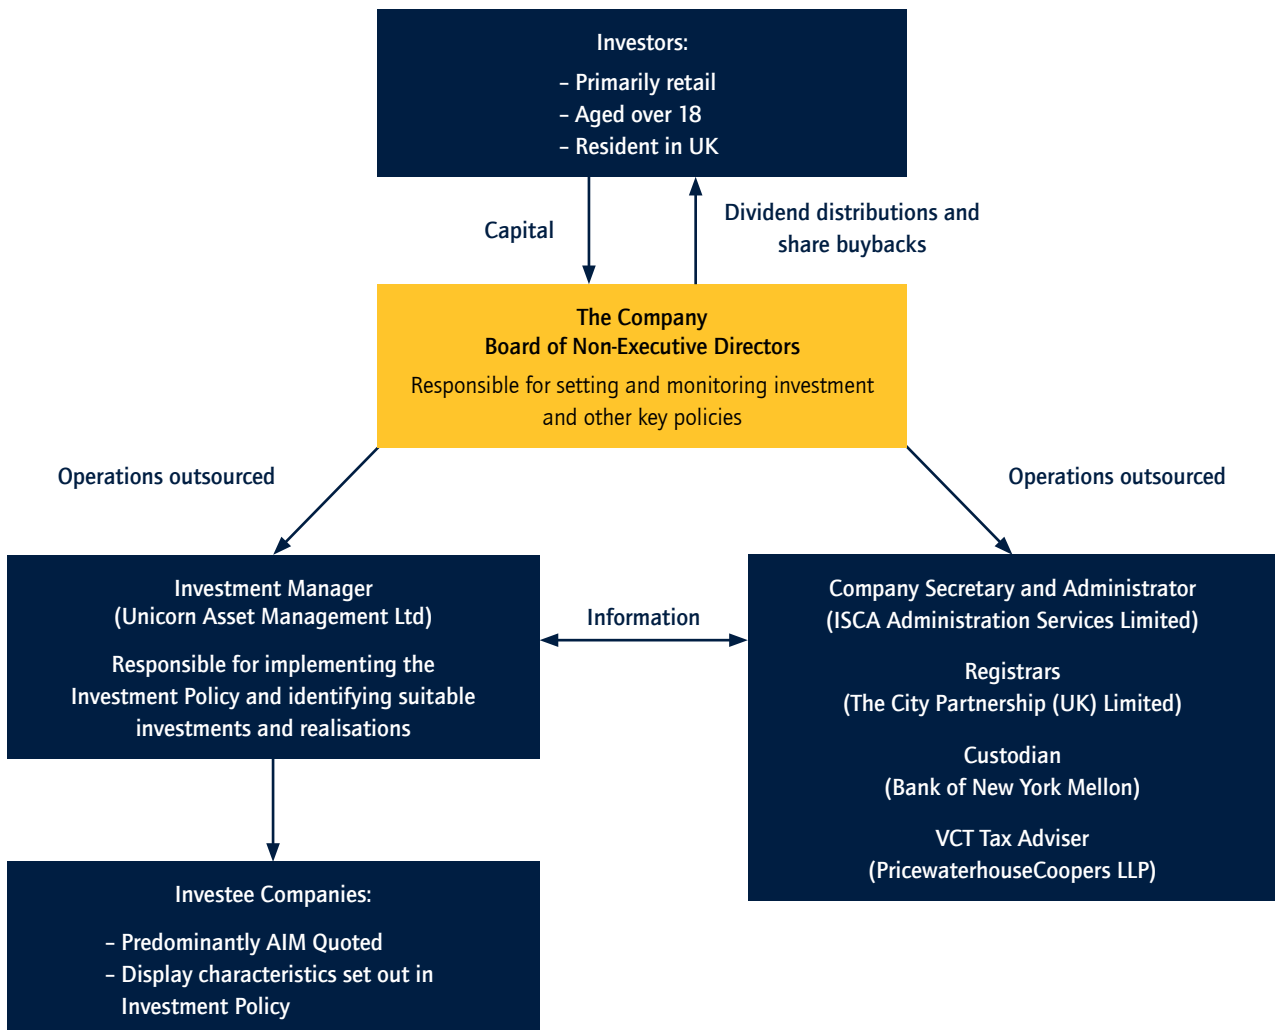 Investors:
– Primarily retail
– Aged over 18
– Resident in UK
Capital
Dividend distributions and
share buybacks
The Company
Board of Non-Executive Directors
Responsible for setting and monitoring investment
and other key policies
Operations outsourced
Operations outsourced
Investment Manager
(Unicorn Asset Management Ltd)
Responsible for implementing the
Investment Policy and identifying suitable
investments and realisations
Information
Company Secretary and Administrator
(ISCA Administration Services Limited)
Registrars
(The City Partnership (UK) Limited)
Custodian
(Bank of New York Mellon)
VCT Tax Adviser
(PricewaterhouseCoopers LLP)
Investee Companies:
– Predominantly AIM Quoted
– Display characteristics set out in
Investment Policy